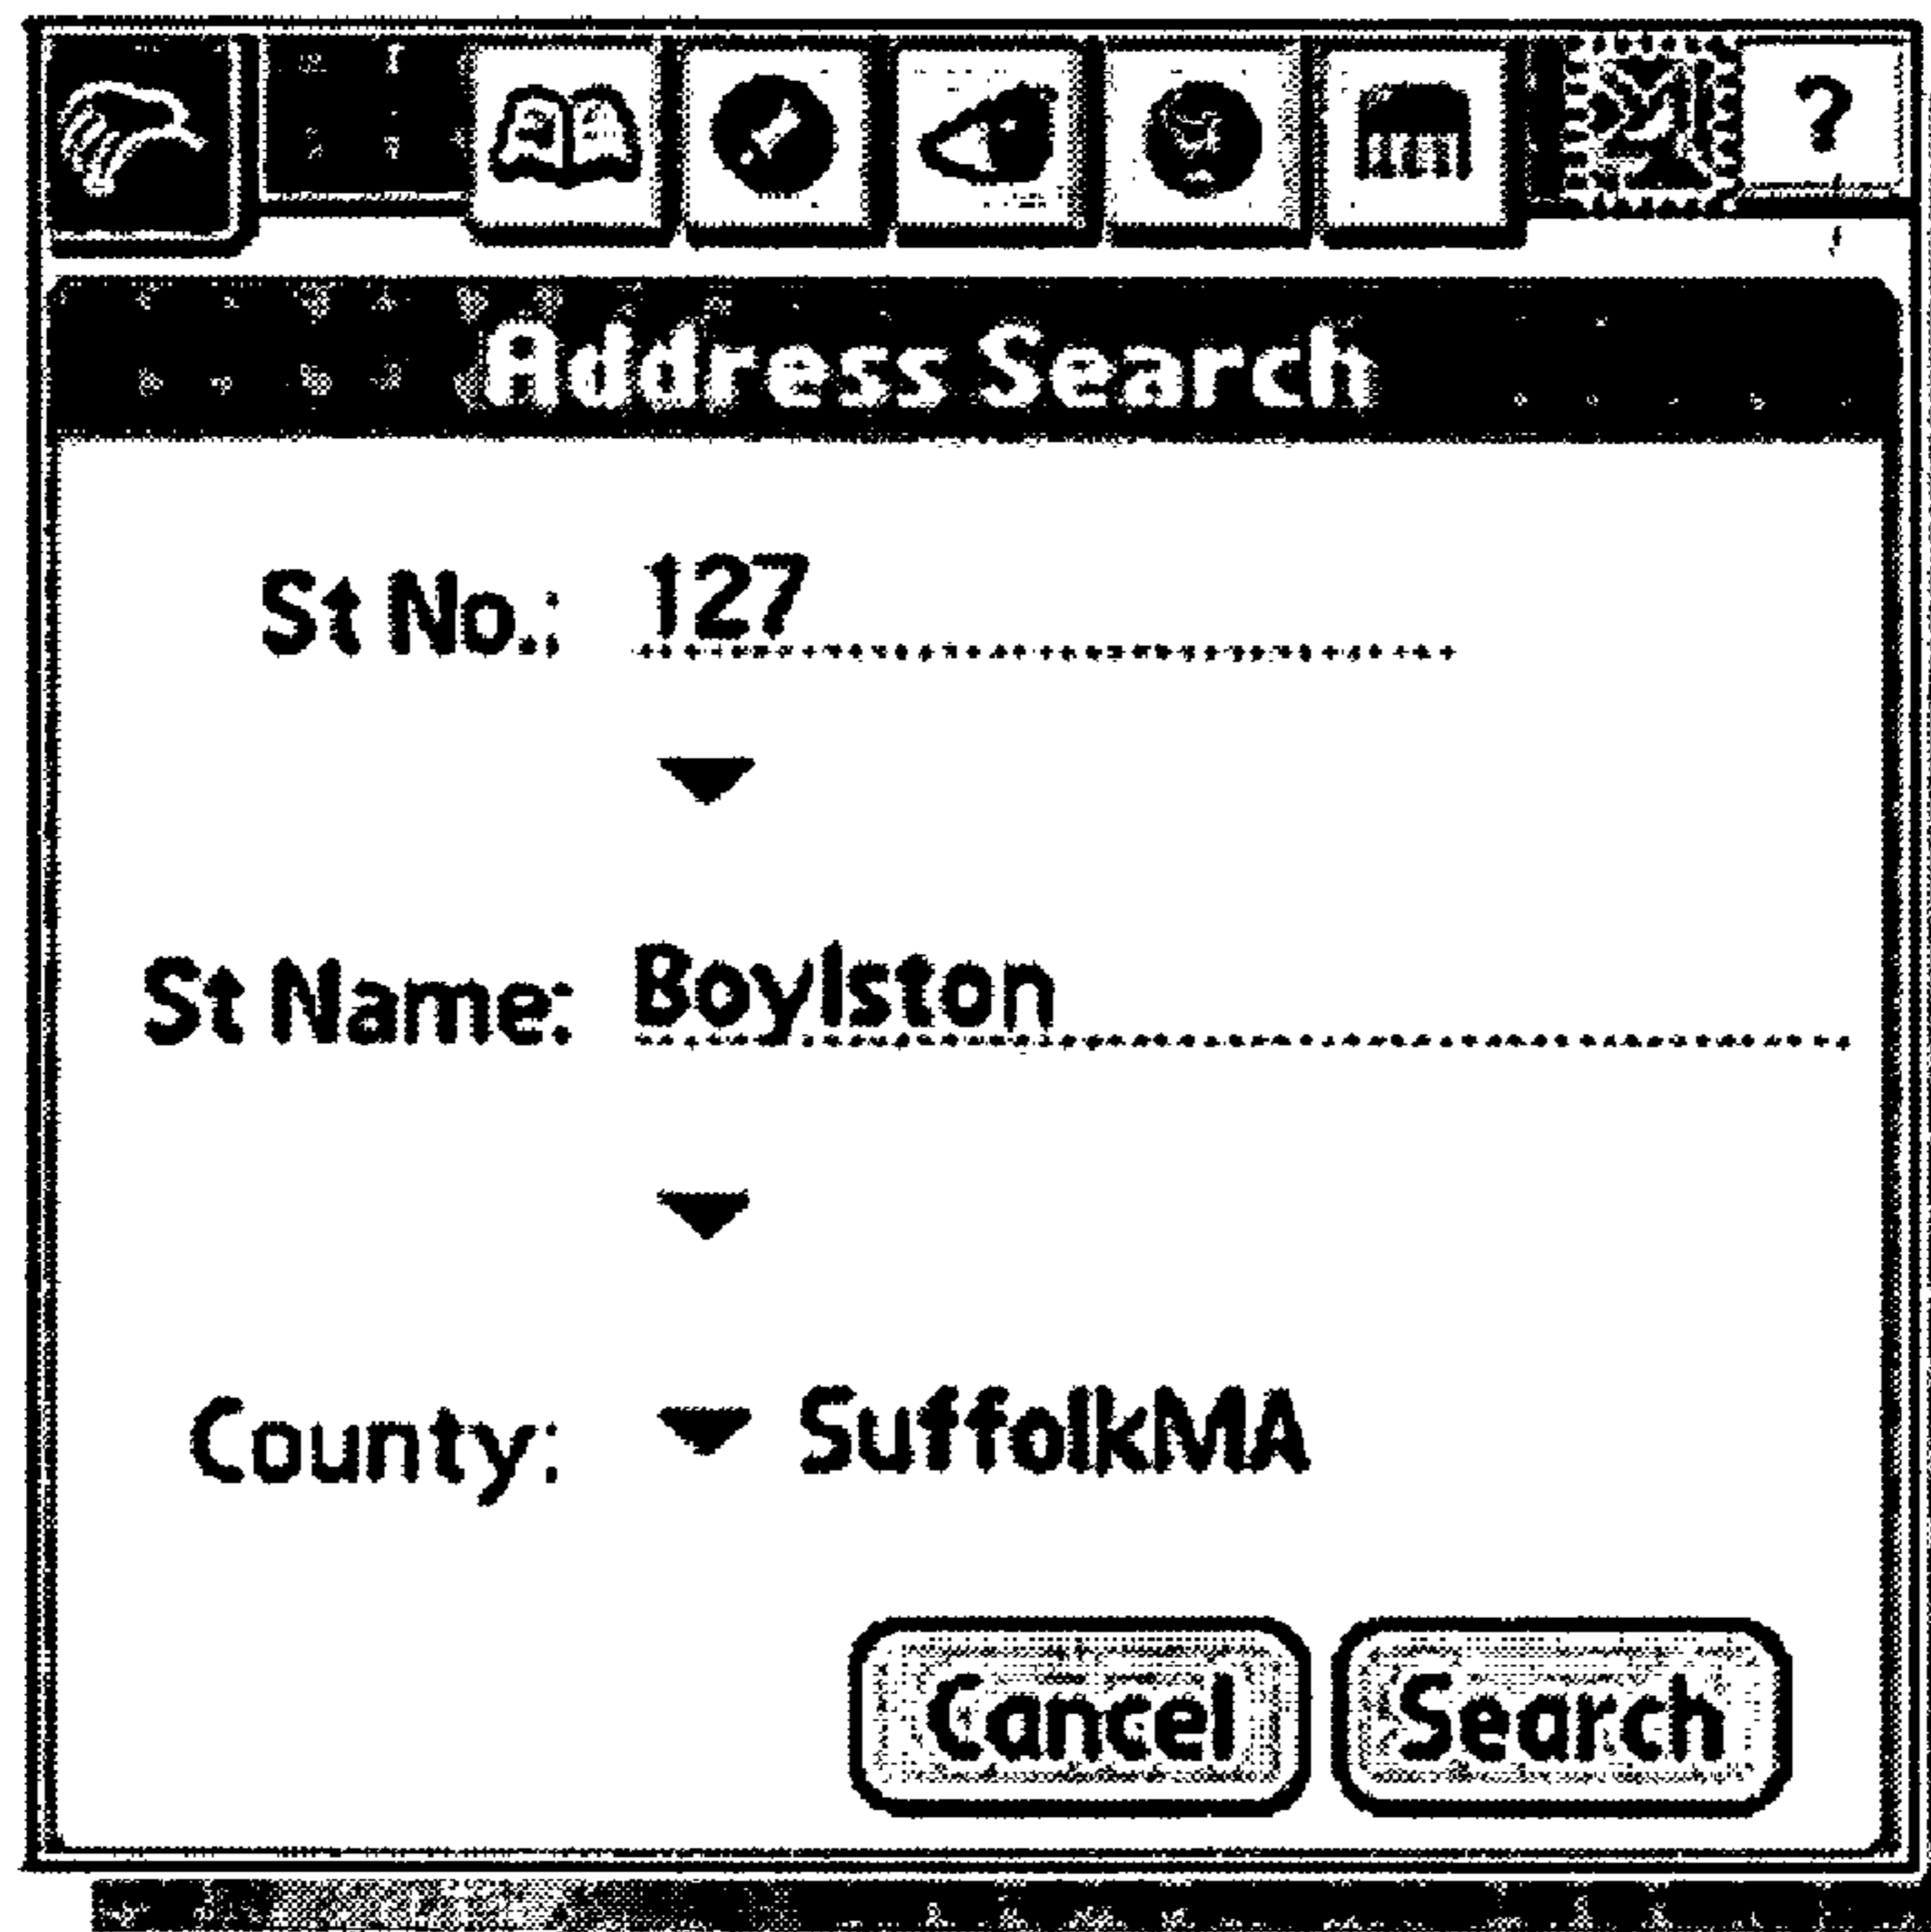 ?
Address Search
St No.: 127
St Name: Boylston
County: SuffolkMA
Cancel Search